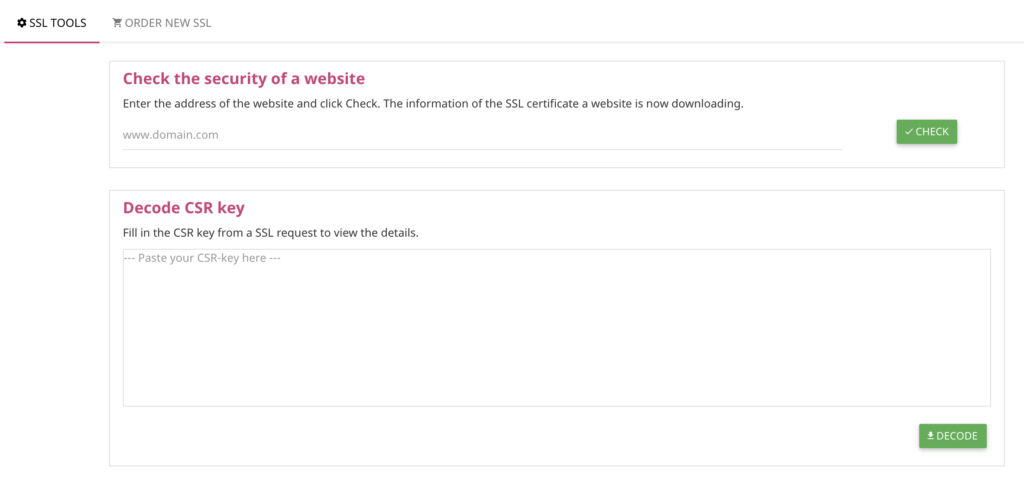 SSL TOOLS ORDER NEW SSL
Check the security of a website
Enter the address of the website and click Check. The information of the SSL certificate a website is now downloading.
www.domain.com
CHECK
Decode CSR key
Fill in the CSR key from a SSL request to view the details.
--- Paste your CSR-key here ---
DECODE